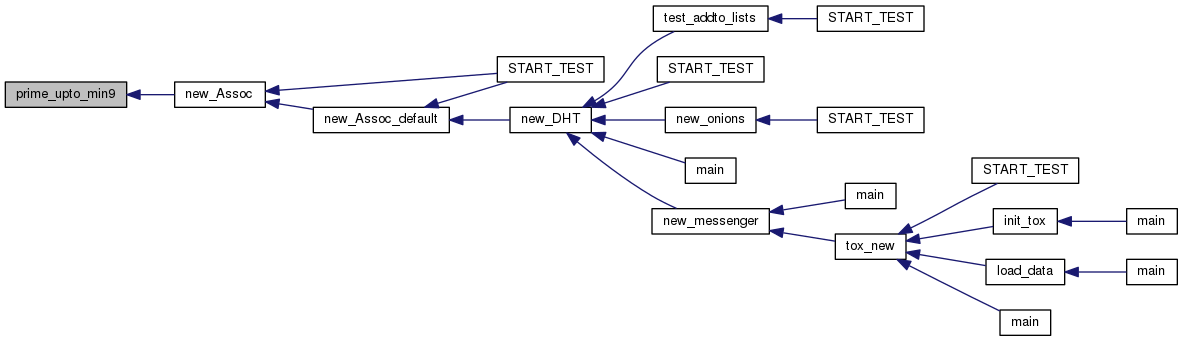 test_addto_lists
START_TEST
START_TEST
START_TEST
prime_upto_min9
new_Assoc
new_Assoc_default
new_DHT
new_onions
START_TEST
main
START_TEST
main
new_messenger
init_tox
main
tox_new
load_data
main
main